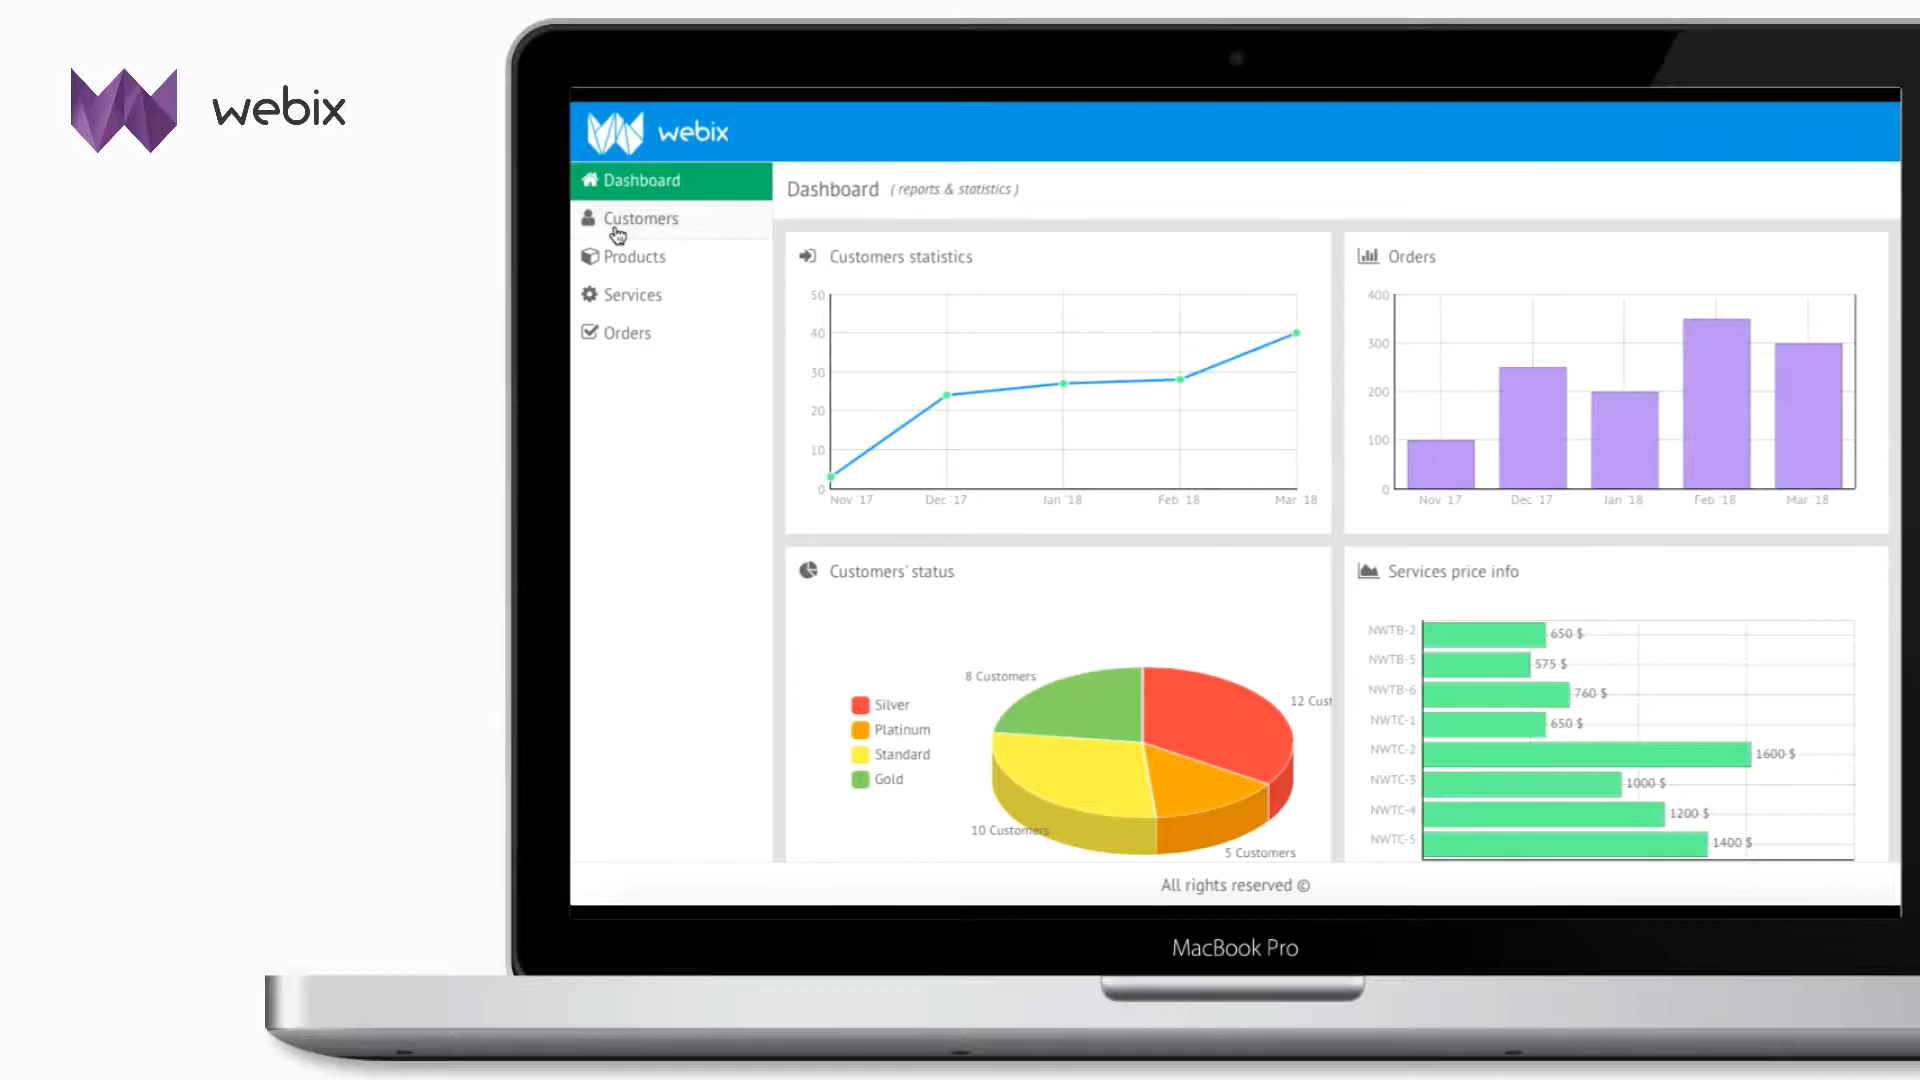 webix
webix
Dashboard
Customers
Products
Services
Orders
Dashboard ( reports & statistics )
Customers statistics
50
40
30
20
10
0
Nov '17 Dec '17 Jan '18 Feb '18 Mar '18
Orders
400
300
200
100
0
Nov '17 Dec '17 Jan '18 Feb '18 Mar '18
Customers' status
Silver
Platinum
Standard
Gold
8 Customers
12 Cust
10 Customers
5 Customers
Services price info
NWTB-2 650 $
NWTB-5 575 $
NWTB-6 760 $
NWTC-1 650 $
NWTC-2 1600 $
NWTC-3 1000 $
NWTC-4 1200 $
NWTC-5 1400 $
All rights reserved ©
MacBook Pro